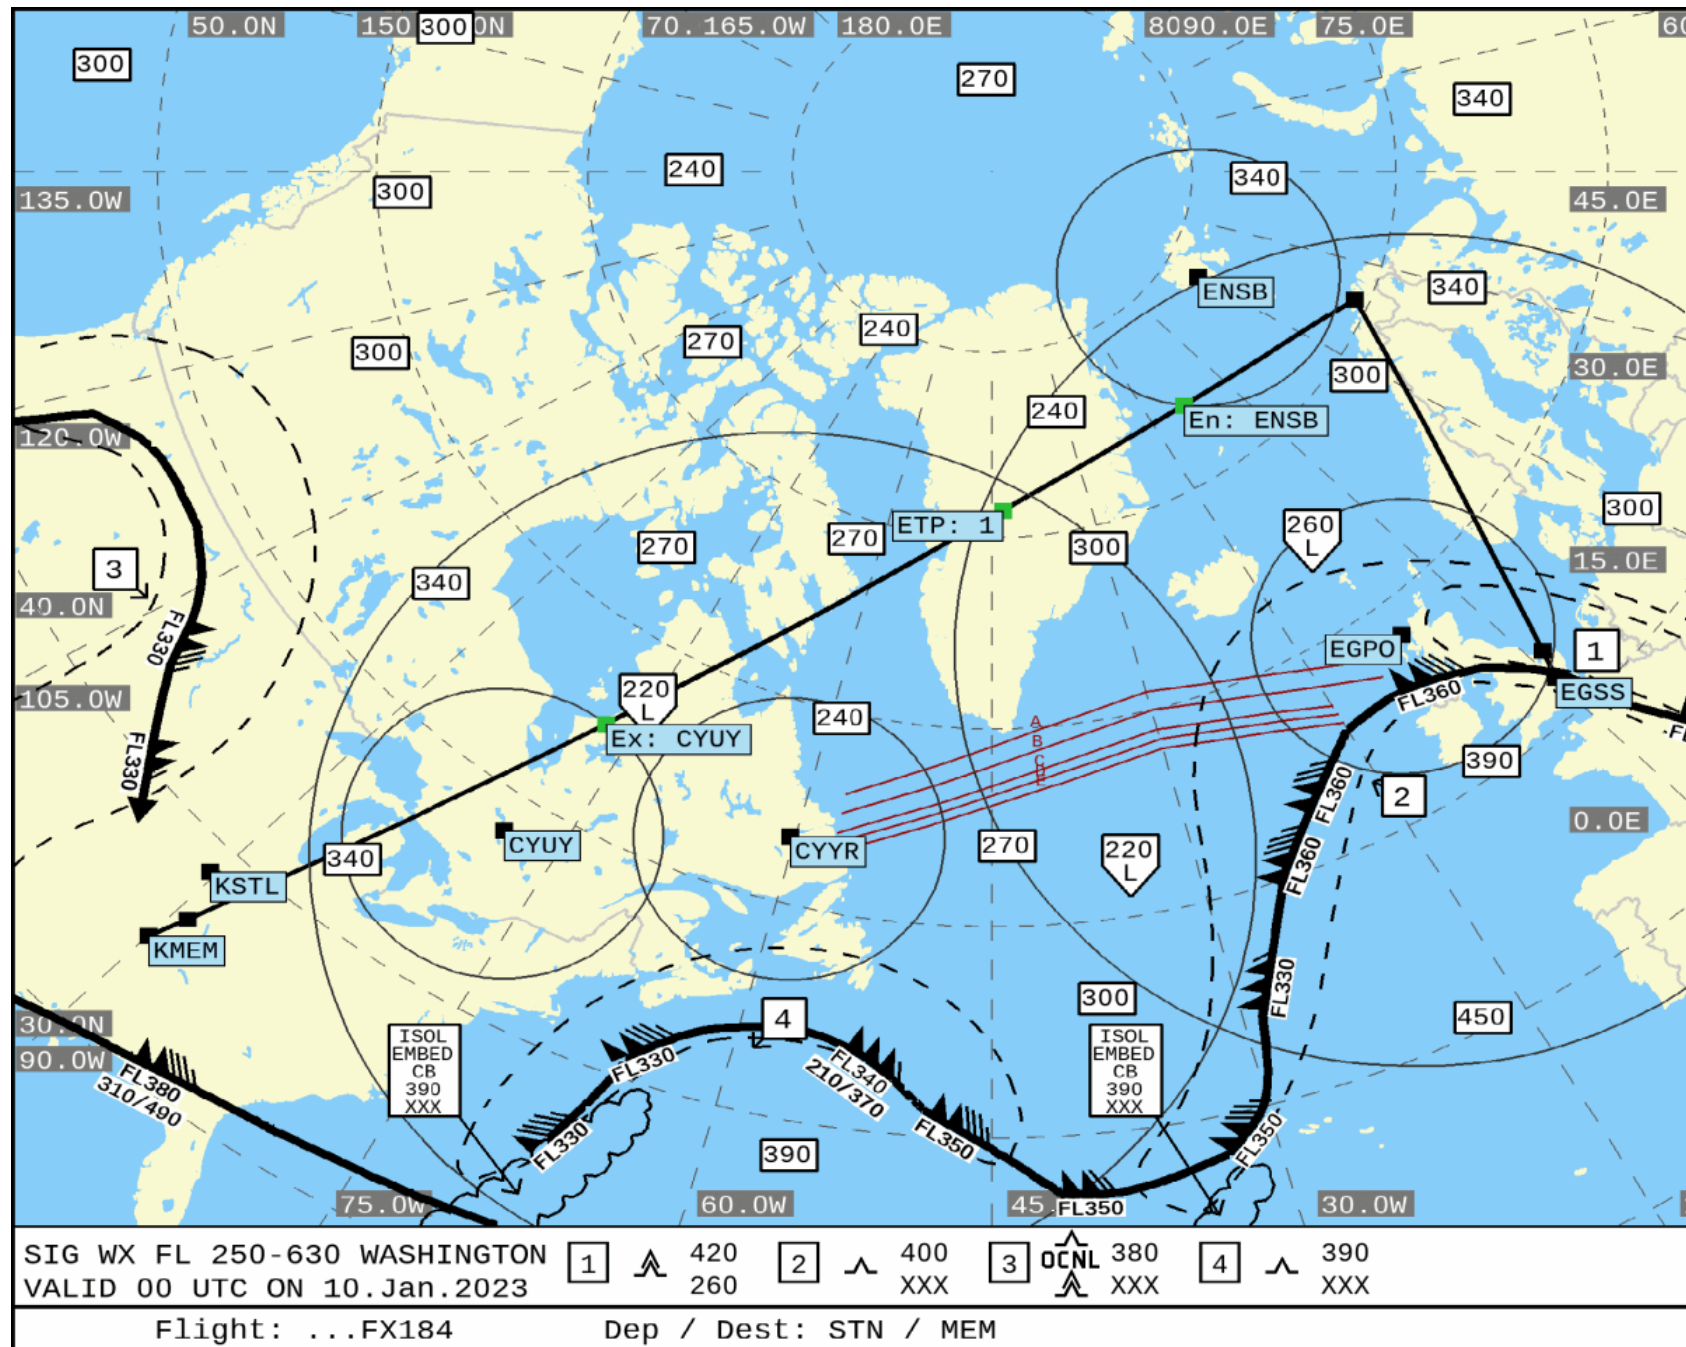 50.0N
150
300
0N
70.
165.0W
180.0E
80
90.0E
75.0E
60
300
270
340
240
340
135.0W
300
45.0E
ENSB
340
240
270
300
300
30.0E
240
En: ENSB
120.0W
300
ETP: 1
260
L
270
270
300
15.0E
3
340
40.0N
FL330
EGPO
1
220
L
105.0W
FL360
EGSS
240
A
B
C
D
E
Ex: CYUY
FL330
390
FL360
2
0.0E
CYUY
CYYR
270
220
L
340
FL360
KSTL
KMEM
FL330
300
450
30.0N
4
ISOL
EMBED
CB
390
XXX
ISOL
EMBED
CB
390
XXX
90.0W
FL380
310/490
FL330
FL340
210/370
FL330
FL350
FL350
390
75.0W
60.0W
45
FL350
30.0W
SIG WX FL 250-630 WASHINGTON
VALID 00 UTC ON 10.Jan.2023
1
420
260
2
400
XXX
3
OCNL
380
XXX
4
390
XXX
Flight: ...FX184 Dep / Dest: STN / MEM